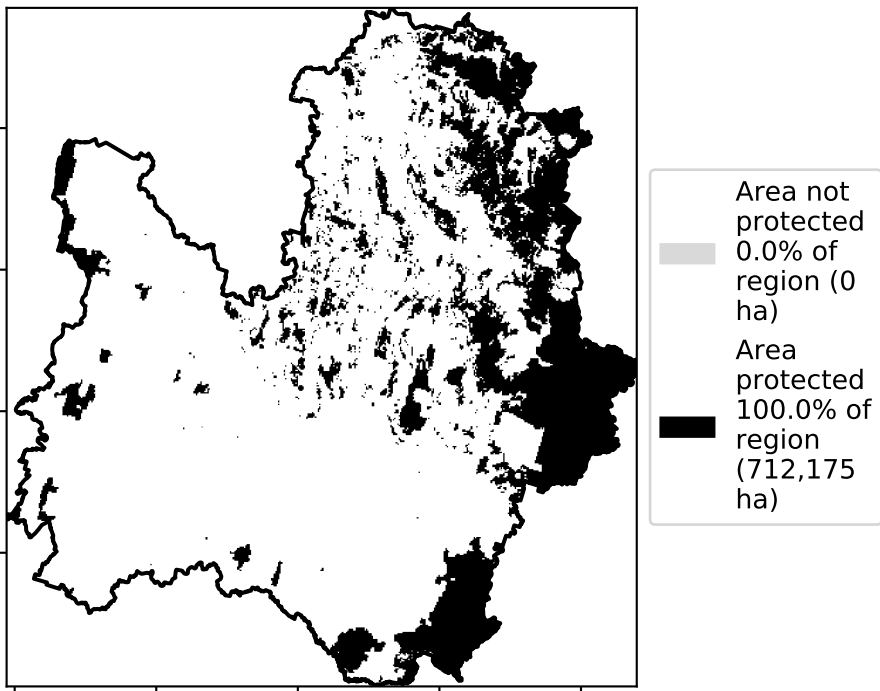 Area not
protected
0.0% of
region (0
ha)
Area
protected
100.0% of
region
(712,175
ha)